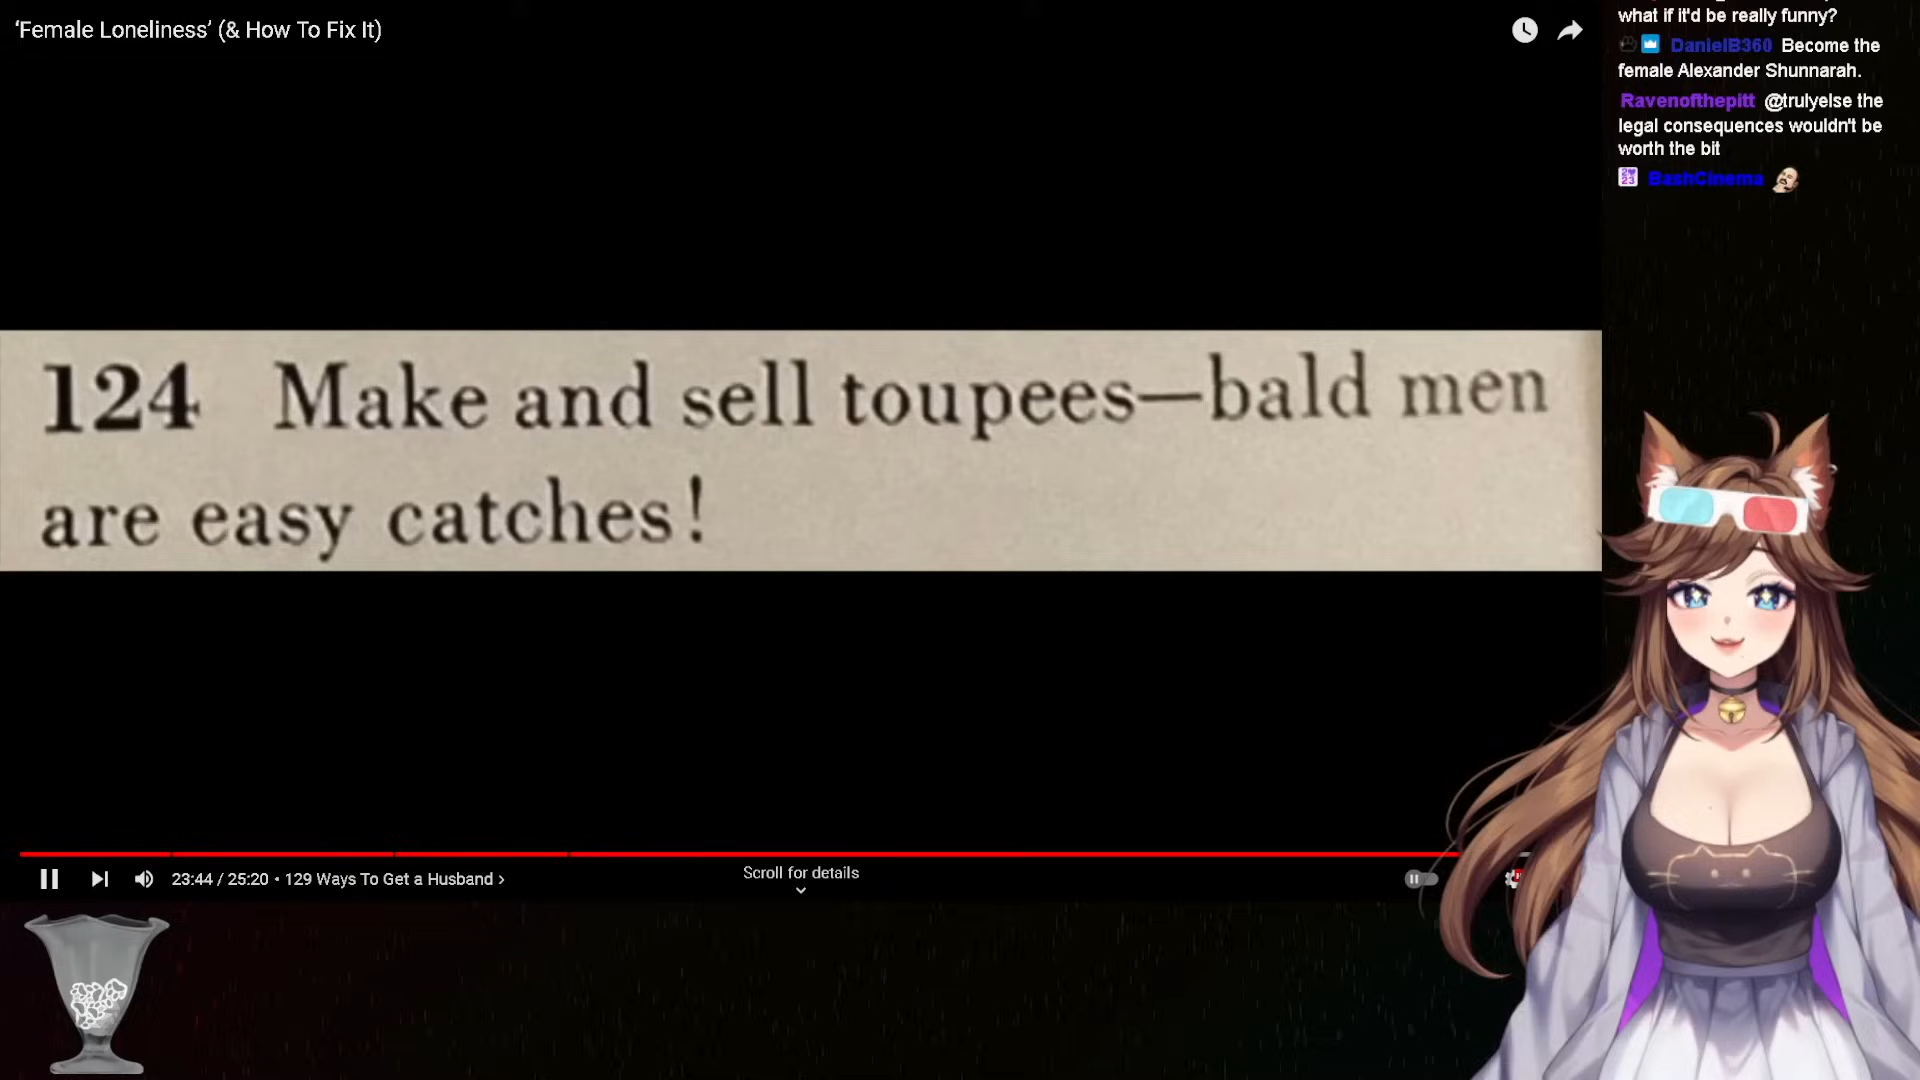 ‘Female Loneliness’ (& How To Fix It)
what if it'd be really funny?
DanielB360 Become the
female Alexander Shunnarah.
Ravenofthepitt @trulyelse the
legal consequences wouldn't be
worth the bit
BashCinema
124 Make and sell toupees—bald men
are easy catches!
23:44 / 25:20 • 129 Ways To Get a Husband ›
Scroll for details